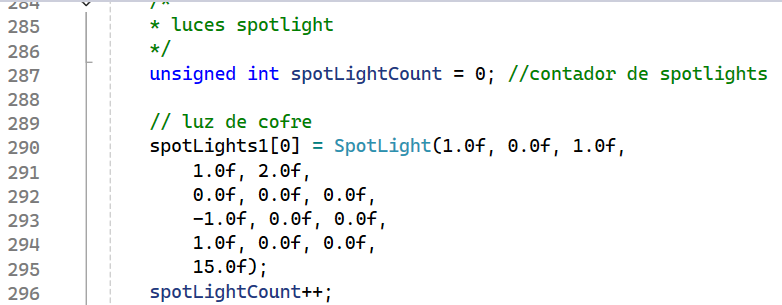 284 /*
285 * luces spotlight
286 */
287 unsigned int spotLightCount = 0; //contador de spotlights
288
289 // luz de cofre
290 spotLights1[0] = SpotLight(1.0f, 0.0f, 1.0f,
291 1.0f, 2.0f,
292 0.0f, 0.0f, 0.0f,
293 -1.0f, 0.0f, 0.0f,
294 1.0f, 0.0f, 0.0f,
295 15.0f);
296 spotLightCount++;